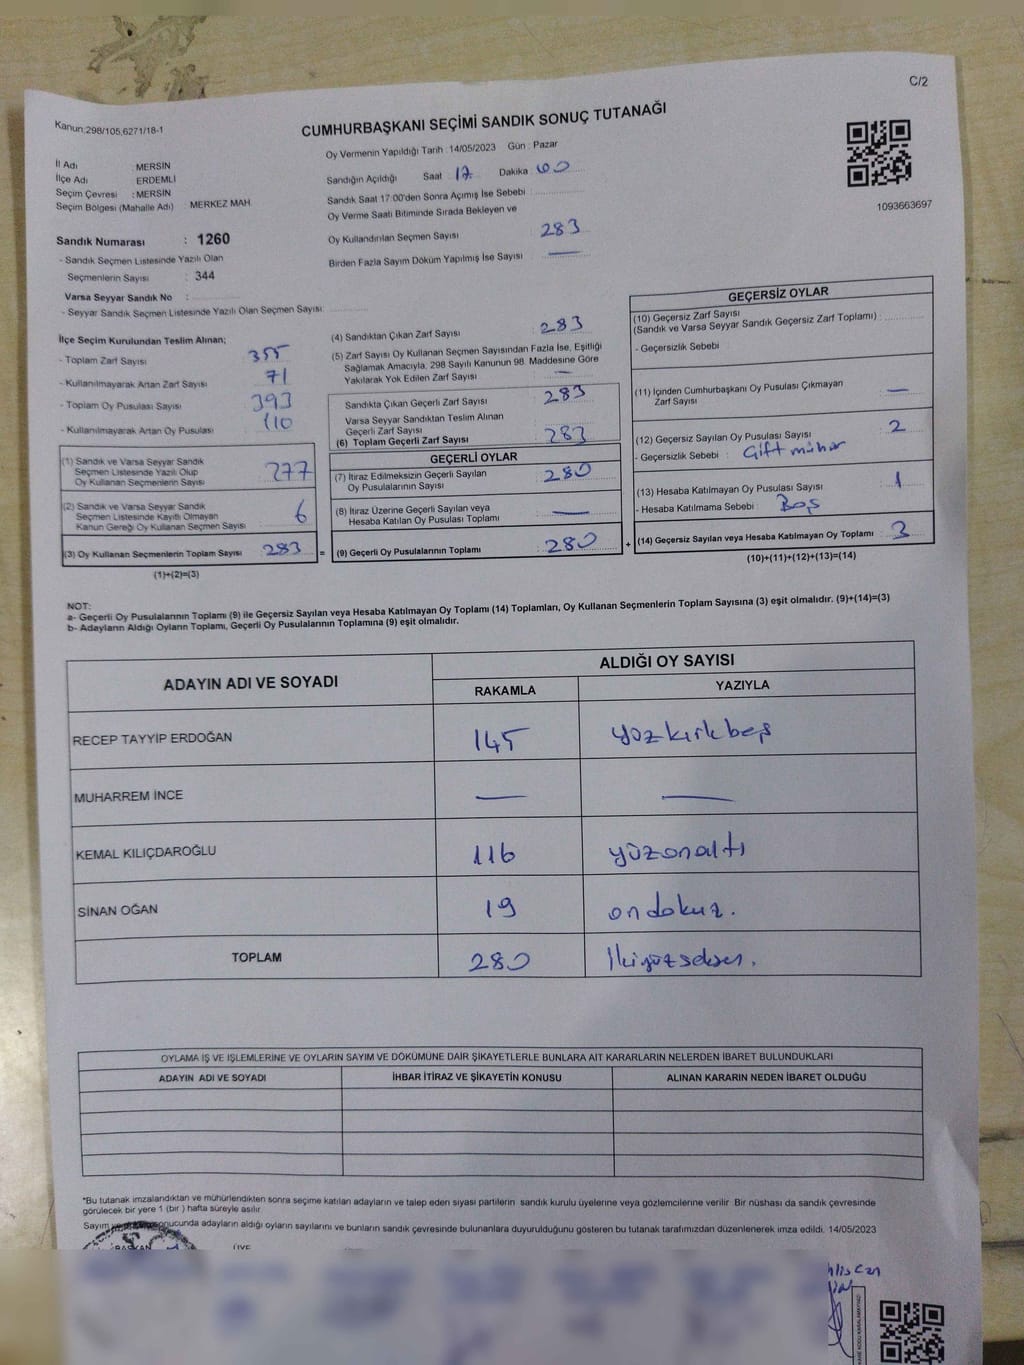 C/2
Kanun:298/105,6271/18-1
CUMHURBAŞKANI SEÇİMİ SANDIK SONUÇ TUTANAĞI
İl Adı MERSİN
İlçe Adı ERDEMLİ
Seçim Çevresi : MERSİN
Seçim Bölgesi (Mahalle Adı) : MERKEZ MAH.
Oy Vermenin Yapıldığı Tarih : 14/05/2023 Gün : Pazar
Sandığın Açıldığı Saat 17 Dakika 00
Sandık Saat 17:00'den Sonra Açımış İse Sebebi :
Oy Verme Saati Bitiminde Sırada Bekleyen ve
Oy Kullandırılan Seçmen Sayısı 283
Birden Fazla Sayım Döküm Yapılmış İse Sayısı —
1093663697
Sandık Numarası : 1260
- Sandık Seçmen Listesinde Yazılı Olan
Seçmenlerin Sayısı : 344
Varsa Seyyar Sandık No :
- Seyyar Sandık Seçmen Listesinde Yazılı Olan Seçmen Sayısı :
İlçe Seçim Kurulundan Teslim Alınan;
- Toplam Zarf Sayısı 355
- Kullanılmayarak Artan Zarf Sayısı 71
- Toplam Oy Pusulası Sayısı 393
- Kullanılmayarak Artan Oy Pusulası 110
(1) Sandık ve Varsa Seyyar Sandık
Seçmen Listesinde Yazılı Olup
Oy Kullanan Seçmenlerin Sayısı 277
(2) Sandık ve Varsa Seyyar Sandık
Seçmen Listesinde Kayıtlı Olmayan
Kanun Gereği Oy Kullanan Seçmen Sayısı 6
(3) Oy Kullanan Seçmenlerin Toplam Sayısı 283 =
(1)+(2)=(3)
(4) Sandıktan Çıkan Zarf Sayısı 283
(5) Zarf Sayısı Oy Kullanan Seçmen Sayısından Fazla İse, Eşitliği
Sağlamak Amacıyla, 298 Sayılı Kanunun 98. Maddesine Göre
Yakılarak Yok Edilen Zarf Sayısı —
Sandıkta Çıkan Geçerli Zarf Sayısı 283
Varsa Seyyar Sandıktan Teslim Alınan
Geçerli Zarf Sayısı
(6) Toplam Geçerli Zarf Sayısı 283
GEÇERLİ OYLAR
(7) İtiraz Edilmeksizin Geçerli Sayılan
Oy Pusulalarının Sayısı 280
(8) İtiraz Üzerine Geçerli Sayılan veya
Hesaba Katılan Oy Pusulası Toplamı —
(9) Geçerli Oy Pusulalarının Toplamı 280 +
GEÇERSİZ OYLAR
(10) Geçersiz Zarf Sayısı
(Sandık ve Varsa Seyyar Sandık Geçersiz Zarf Toplamı) :
- Geçersizlik Sebebi :
(11) İçinden Cumhurbaşkanı Oy Pusulası Çıkmayan
Zarf Sayısı —
(12) Geçersiz Sayılan Oy Pusulası Sayısı 2
- Geçersizlik Sebebi : Çift mühür
(13) Hesaba Katılmayan Oy Pusulası Sayısı 1
- Hesaba Katılmama Sebebi : Boş
(14) Geçersiz Sayılan veya Hesaba Katılmayan Oy Toplamı : 3
(10)+(11)+(12)+(13)=(14)
NOT:
a- Geçerli Oy Pusulalarının Toplamı (9) ile Geçersiz Sayılan veya Hesaba Katılmayan Oy Toplamı (14) Toplamları, Oy Kullanan Seçmenlerin Toplam Sayısına (3) eşit olmalıdır. (9)+(14)=(3)
b- Adayların Aldığı Oyların Toplamı, Geçerli Oy Pusulalarının Toplamına (9) eşit olmalıdır.
ADAYIN ADI VE SOYADI
ALDIĞI OY SAYISI
RAKAMLA YAZIYLA
RECEP TAYYİP ERDOĞAN 145 yüzkırkbeş
MUHARREM İNCE — —
KEMAL KILIÇDAROĞLU 116 yüzonaltı
SİNAN OĞAN 19 ondokuz.
TOPLAM 280 İkiyüzseksen.
OYLAMA İŞ VE İŞLEMLERİNE VE OYLARIN SAYIM VE DÖKÜMÜNE DAİR ŞİKAYETLERLE BUNLARA AİT KARARLARIN NELERDEN İBARET BULUNDUKLARI
ADAYIN ADI VE SOYADI İHBAR İTİRAZ VE ŞİKAYETİN KONUSU ALINAN KARARIN NEDEN İBARET OLDUĞU
*Bu tutanak imzalandıktan ve mühürlendikten sonra seçime katılan adayların ve talep eden siyasi partilerin sandık kurulu üyelerine veya gözlemcilerine verilir. Bir nüshası da sandık çevresinde
görülecek bir yere 1 (bir ) hafta süreyle asılır.
Sayım sonucunda adayların aldığı oyların sayılarını ve bunların sandık çevresinde bulunanlara duyurulduğunu gösteren bu tutanak tarafımızdan düzenlenerek imza edildi. 14/05/2023
BAŞKAN ÜYE